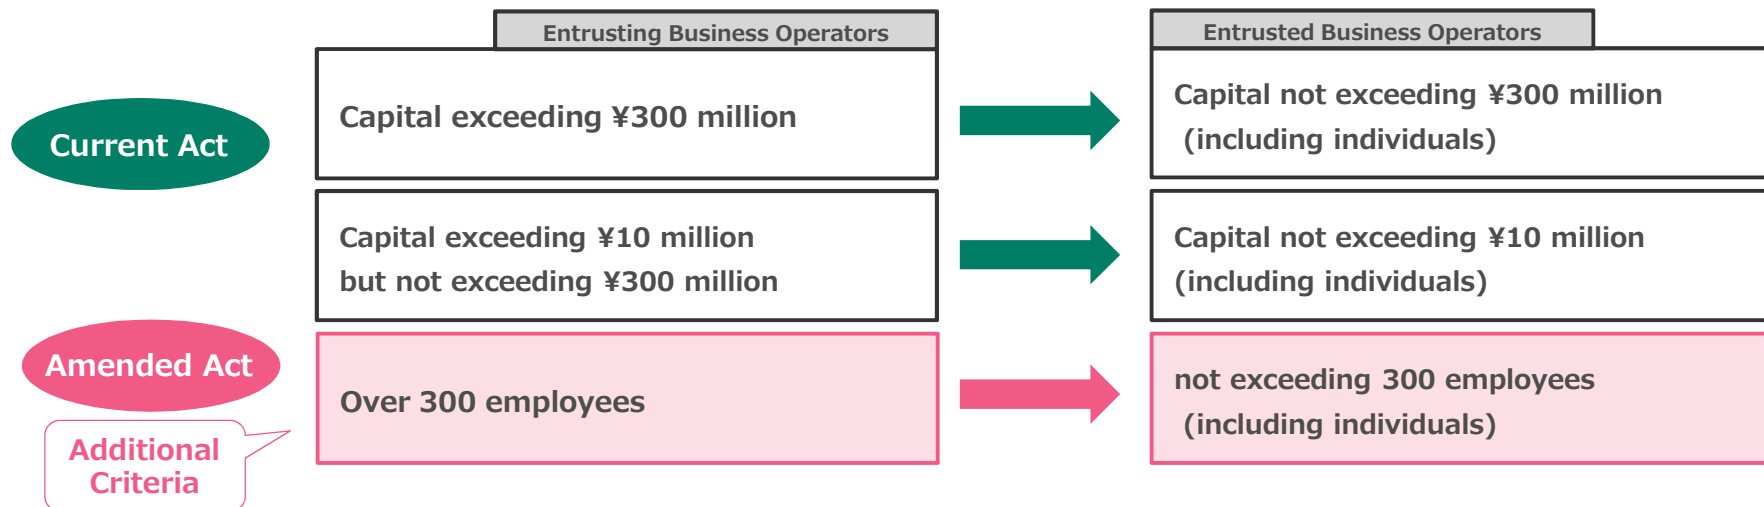 Entrusting Business Operators
Entrusted Business Operators
Current Act
Capital exceeding ¥300 million
Capital not exceeding ¥300 million
(including individuals)
Capital exceeding ¥10 million
but not exceeding ¥300 million
Capital not exceeding ¥10 million
(including individuals)
Amended Act
Additional
Criteria
Over 300 employees
not exceeding 300 employees
(including individuals)